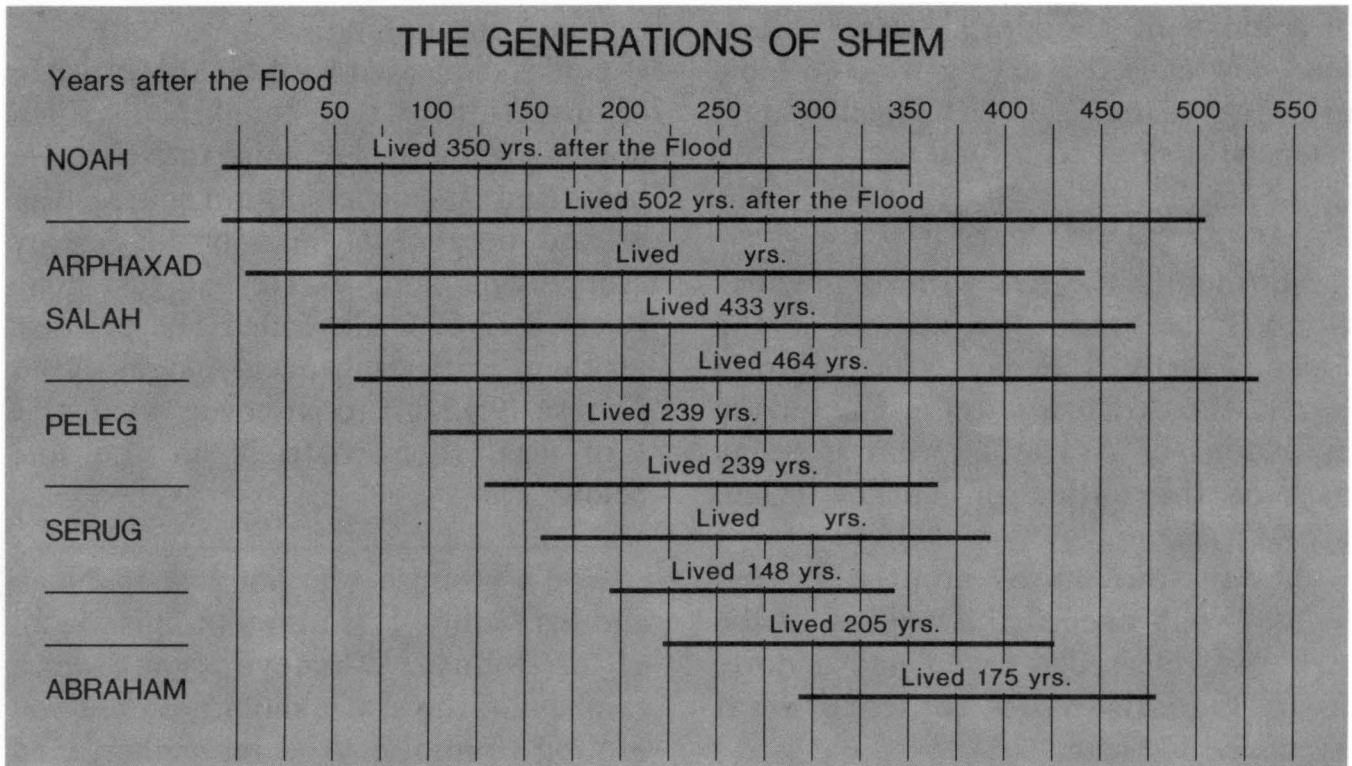 THE GENERATIONS OF SHEM
Years after the Flood
50 100 150 200 250 300 350 400 450 500 550
NOAH Lived 350 yrs. after the Flood
Lived 502 yrs. after the Flood
ARPHAXAD Lived yrs.
SALAH Lived 433 yrs.
Lived 464 yrs.
PELEG Lived 239 yrs.
Lived 239 yrs.
SERUG Lived yrs.
Lived 148 yrs.
Lived 205 yrs.
ABRAHAM Lived 175 yrs.